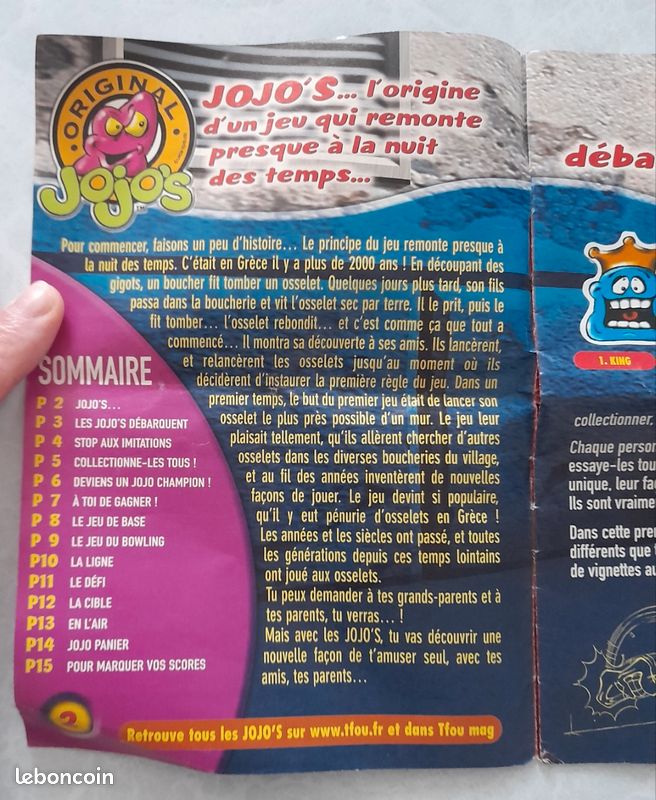 ORIGINAL
JoJo's
TM
JOJO'S... l'origine
d'un jeu qui remonte
presque à la nuit
des temps...
Pour commencer, faisons un peu d'histoire... Le principe du jeu remonte presque à
la nuit des temps. C'était en Grèce il y a plus de 2000 ans ! En découpant des
gigots, un boucher fit tomber un osselet. Quelques jours plus tard, son fils
passa dans la boucherie et vit l'osselet sec par terre. Il le prit, puis le
fit tomber... l'osselet rebondit... et c'est comme ça que tout a
commencé... Il montra sa découverte à ses amis. Ils lancèrent,
et relancèrent les osselets jusqu'au moment où ils
décidèrent d'instaurer la première règle du jeu. Dans un
premier temps, le but du premier jeu était de lancer son
osselet le plus près possible d'un mur. Le jeu leur
plaisait tellement, qu'ils allèrent chercher d'autres
osselets dans les diverses boucheries du village,
et au fil des années inventèrent de nouvelles
façons de jouer. Le jeu devint si populaire,
qu'il y eut pénurie d'osselets en Grèce !
Les années et les siècles ont passé, et toutes
les générations depuis ces temps lointains
ont joué aux osselets.
Tu peux demander à tes grands-parents et à
tes parents, tu verras... !
Mais avec les JOJO'S, tu vas découvrir une
nouvelle façon de t'amuser seul, avec tes
amis, tes parents...
SOMMAIRE
P 2 JOJO'S...
P 3 LES JOJO'S DÉBARQUENT
P 4 STOP AUX IMITATIONS
P 5 COLLECTIONNE-LES TOUS !
P 6 DEVIENS UN JOJO CHAMPION !
P 7 À TOI DE GAGNER !
P 8 LE JEU DE BASE
P 9 LE JEU DU BOWLING
P10 LA LIGNE
P11 LE DÉFI
P12 LA CIBLE
P13 EN L'AIR
P14 JOJO PANIER
P15 POUR MARQUER VOS SCORES
2
Retrouve tous les JOJO'S sur www.tfou.fr et dans Tfou mag
déba
1. KING
collectionner,
Chaque person
essaye-les tou
unique, leur fac
Ils sont vraime
Dans cette pre
différents que t
de vignettes au
leboncoin